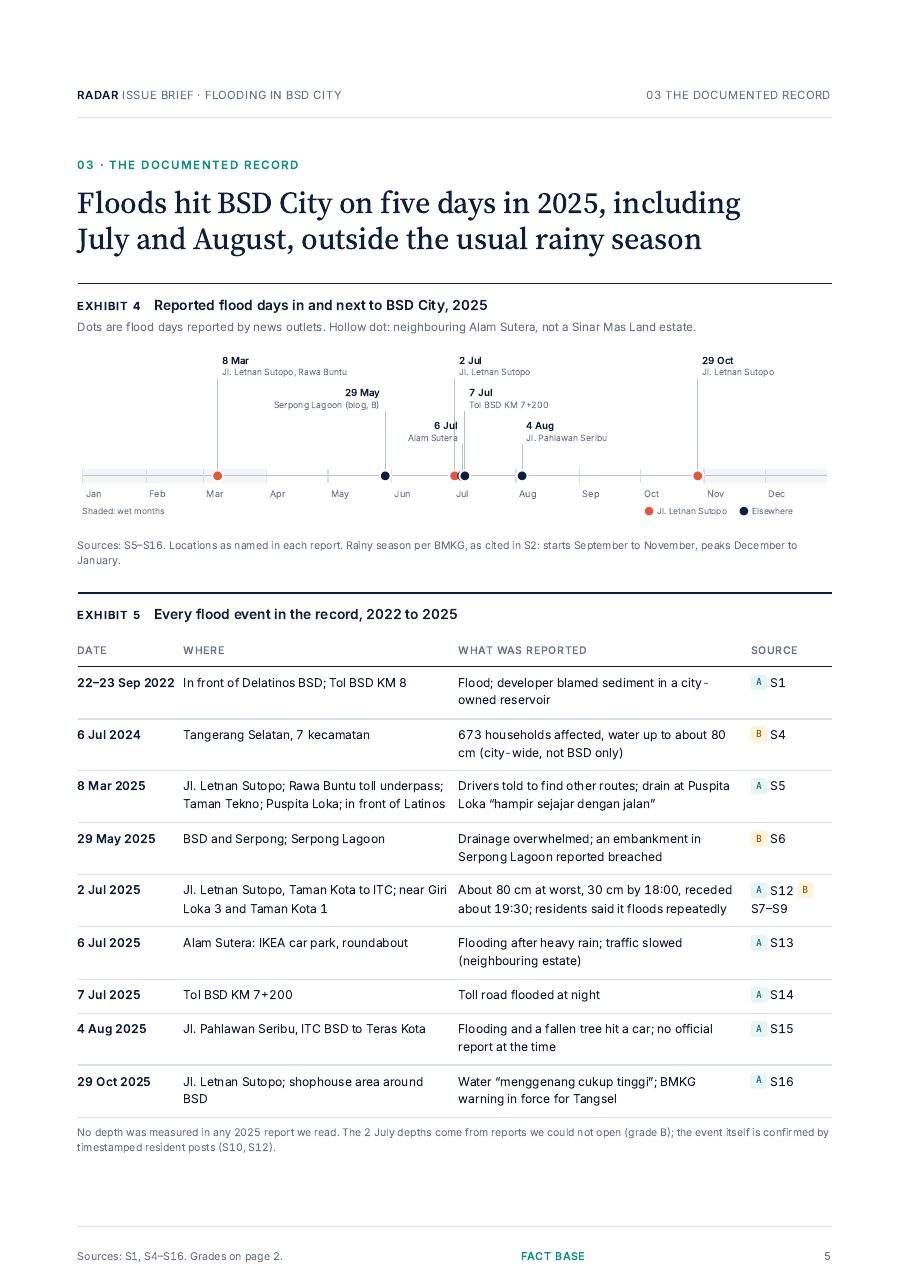 RADAR ISSUE BRIEF · FLOODING IN BSD CITY
03 THE DOCUMENTED RECORD
03 · THE DOCUMENTED RECORD
Floods hit BSD City on five days in 2025, including
July and August, outside the usual rainy season
EXHIBIT 4 Reported flood days in and next to BSD City, 2025
Dots are flood days reported by news outlets. Hollow dot: neighbouring Alam Sutera, not a Sinar Mas Land estate.
8 Mar
Jl. Letnan Sutopo, Rawa Buntu
2 Jul
Jl. Letnan Sutopo
29 Oct
Jl. Letnan Sutopo
29 May
Serpong Lagoon (blog, B)
7 Jul
Tol BSD KM 7+200
6 Jul
Alam Sutera
4 Aug
Jl. Pahlawan Seribu
Jan Feb Mar Apr May Jun Jul Aug Sep Oct Nov Dec
Shaded: wet months
Jl. Letnan Sutopo Elsewhere
Sources: S5–S16. Locations as named in each report. Rainy season per BMKG, as cited in S2: starts September to November, peaks December to
January.
EXHIBIT 5 Every flood event in the record, 2022 to 2025
DATE WHERE WHAT WAS REPORTED SOURCE
22–23 Sep 2022 In front of Delatinos BSD; Tol BSD KM 8 Flood; developer blamed sediment in a city-
owned reservoir
A S1
6 Jul 2024 Tangerang Selatan, 7 kecamatan 673 households affected, water up to about 80
cm (city-wide, not BSD only)
B S4
8 Mar 2025 Jl. Letnan Sutopo; Rawa Buntu toll underpass;
Taman Tekno; Puspita Loka; in front of Latinos
Drivers told to find other routes; drain at Puspita
Loka “hampir sejajar dengan jalan”
A S5
29 May 2025 BSD and Serpong; Serpong Lagoon Drainage overwhelmed; an embankment in
Serpong Lagoon reported breached
B S6
2 Jul 2025 Jl. Letnan Sutopo, Taman Kota to ITC; near Giri
Loka 3 and Taman Kota 1
About 80 cm at worst, 30 cm by 18:00, receded
about 19:30; residents said it floods repeatedly
A S12 B
S7–S9
6 Jul 2025 Alam Sutera: IKEA car park, roundabout Flooding after heavy rain; traffic slowed
(neighbouring estate)
A S13
7 Jul 2025 Tol BSD KM 7+200 Toll road flooded at night A S14
4 Aug 2025 Jl. Pahlawan Seribu, ITC BSD to Teras Kota Flooding and a fallen tree hit a car; no official
report at the time
A S15
29 Oct 2025 Jl. Letnan Sutopo; shophouse area around
BSD
Water “menggenang cukup tinggi”; BMKG
warning in force for Tangsel
A S16
No depth was measured in any 2025 report we read. The 2 July depths come from reports we could not open (grade B); the event itself is confirmed by
timestamped resident posts (S10, S12).
Sources: S1, S4–S16. Grades on page 2.
FACT BASE
5